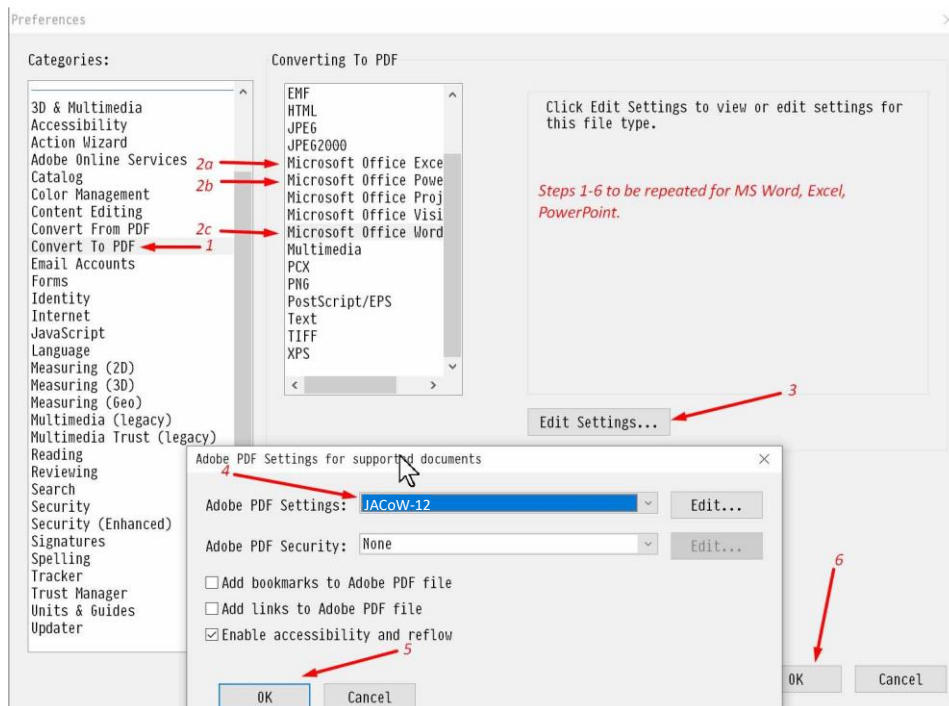 Preferences
Categories:
3D & Multimedia
Accessibility
Action Wizard
Adobe Online Services
Catalog
Color Management
Content Editing
Convert From PDF
Convert To PDF
Email Accounts
Forms
Identity
Internet
JavaScript
Language
Measuring (2D)
Measuring (3D)
Measuring (Geo)
Multimedia (legacy)
Multimedia Trust (legacy)
Reading
Reviewing
Search
Security
Security (Enhanced)
Signatures
Spelling
Tracker
Trust Manager
Units & Guides
Updater
1
2a
2b
2c
Converting To PDF
EMF
HTML
JPEG
JPEG2000
Microsoft Office Exce
Microsoft Office Powe
Microsoft Office Proj
Microsoft Office Visi
Microsoft Office Word
Multimedia
PCX
PNG
PostScript/EPS
Text
TIFF
XPS
Click Edit Settings to view or edit settings for
this file type.
Steps 1-6 to be repeated for MS Word, Excel,
PowerPoint.
3
Edit Settings...
Adobe PDF Settings for supported documents
4
Adobe PDF Settings: JACoW-12 Edit...
Adobe PDF Security: None Edit...
Add bookmarks to Adobe PDF file
Add links to Adobe PDF file
Enable accessibility and reflow
5
OK Cancel
6
OK Cancel